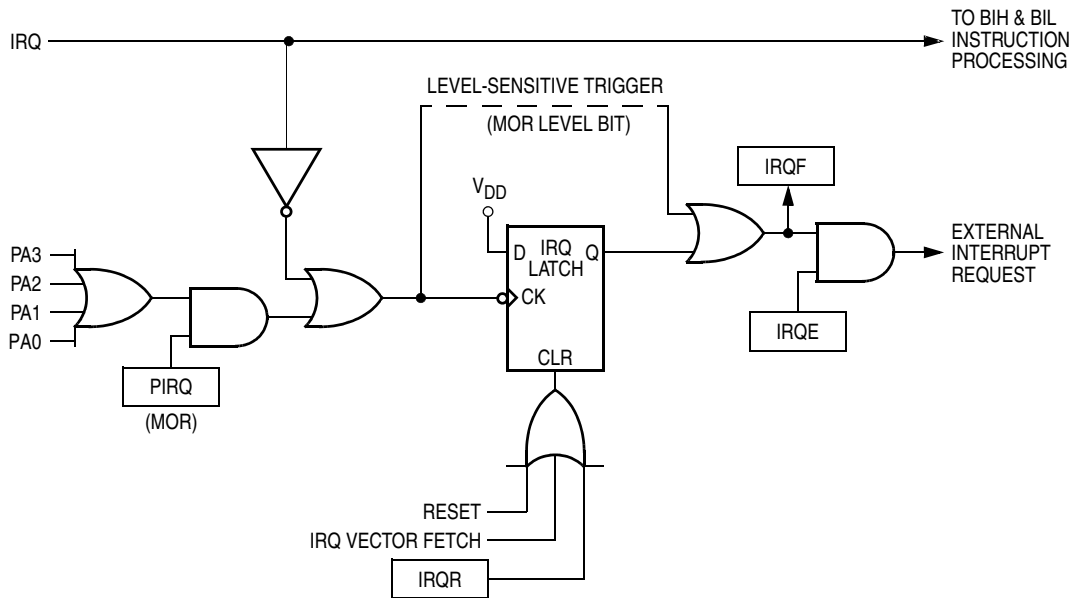 TO BIH & BIL
INSTRUCTION
PROCESSING
IRQ
LEVEL-SENSITIVE TRIGGER
(MOR LEVEL BIT)
IRQF
VDD
D
IRQ
LATCH
Q
CK
CLR
EXTERNAL
INTERRUPT
REQUEST
IRQE
PA3
PA2
PA1
PA0
PIRQ
(MOR)
RESET
IRQ VECTOR FETCH
IRQR